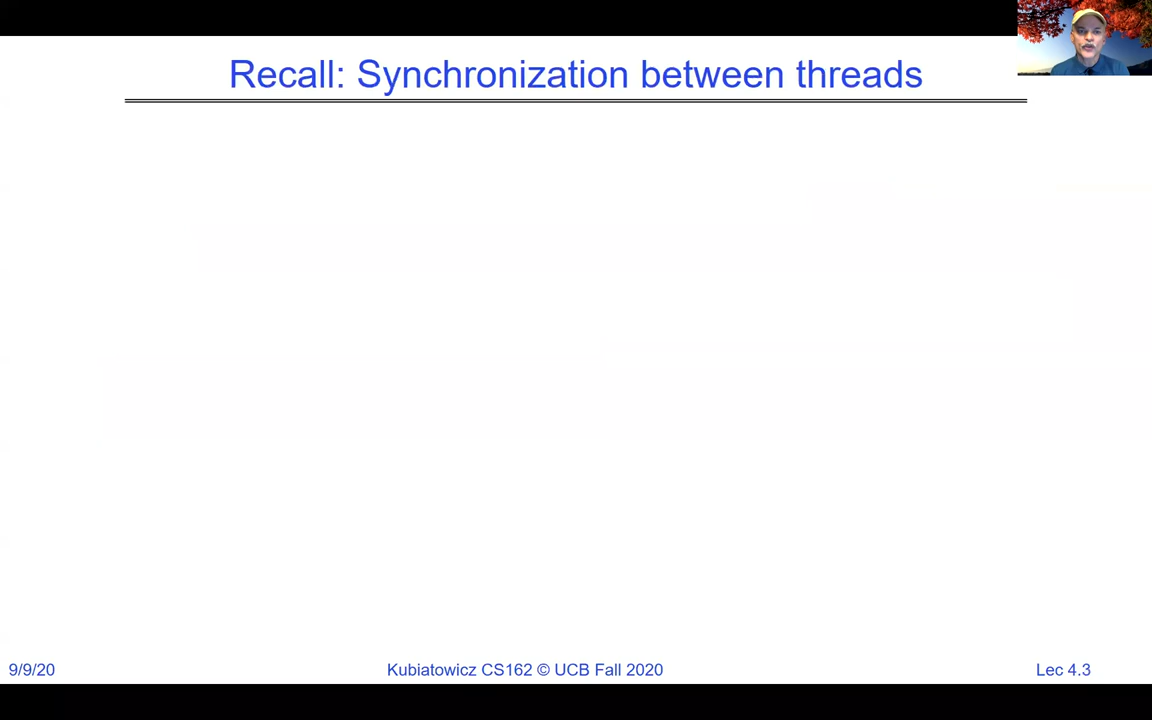 Recall: Synchronization between threads
9/9/20
Kubiatowicz CS162 © UCB Fall 2020
Lec 4.3